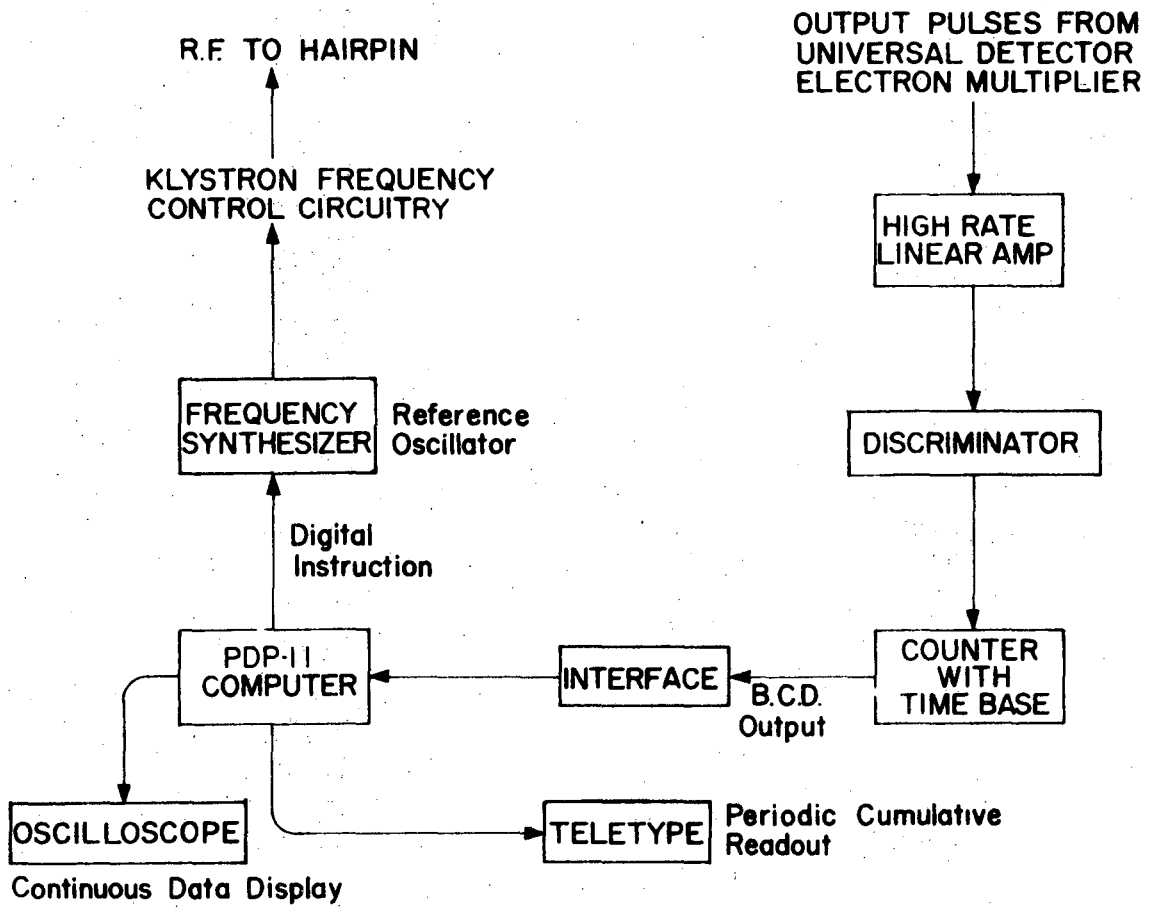 R.F. TO HAIRPIN
KLYSTRON FREQUENCY
CONTROL CIRCUITRY
FREQUENCY
SYNTHESIZER
Reference
Oscillator
Digital
Instruction
PDP-11
COMPUTER
OSCILLOSCOPE
Continuous Data Display
OUTPUT PULSES FROM
UNIVERSAL DETECTOR
ELECTRON MULTIPLIER
HIGH RATE
LINEAR AMP
DISCRIMINATOR
COUNTER
WITH
TIME BASE
B.C.D.
Output
INTERFACE
TELETYPE
Periodic Cumulative
Readout